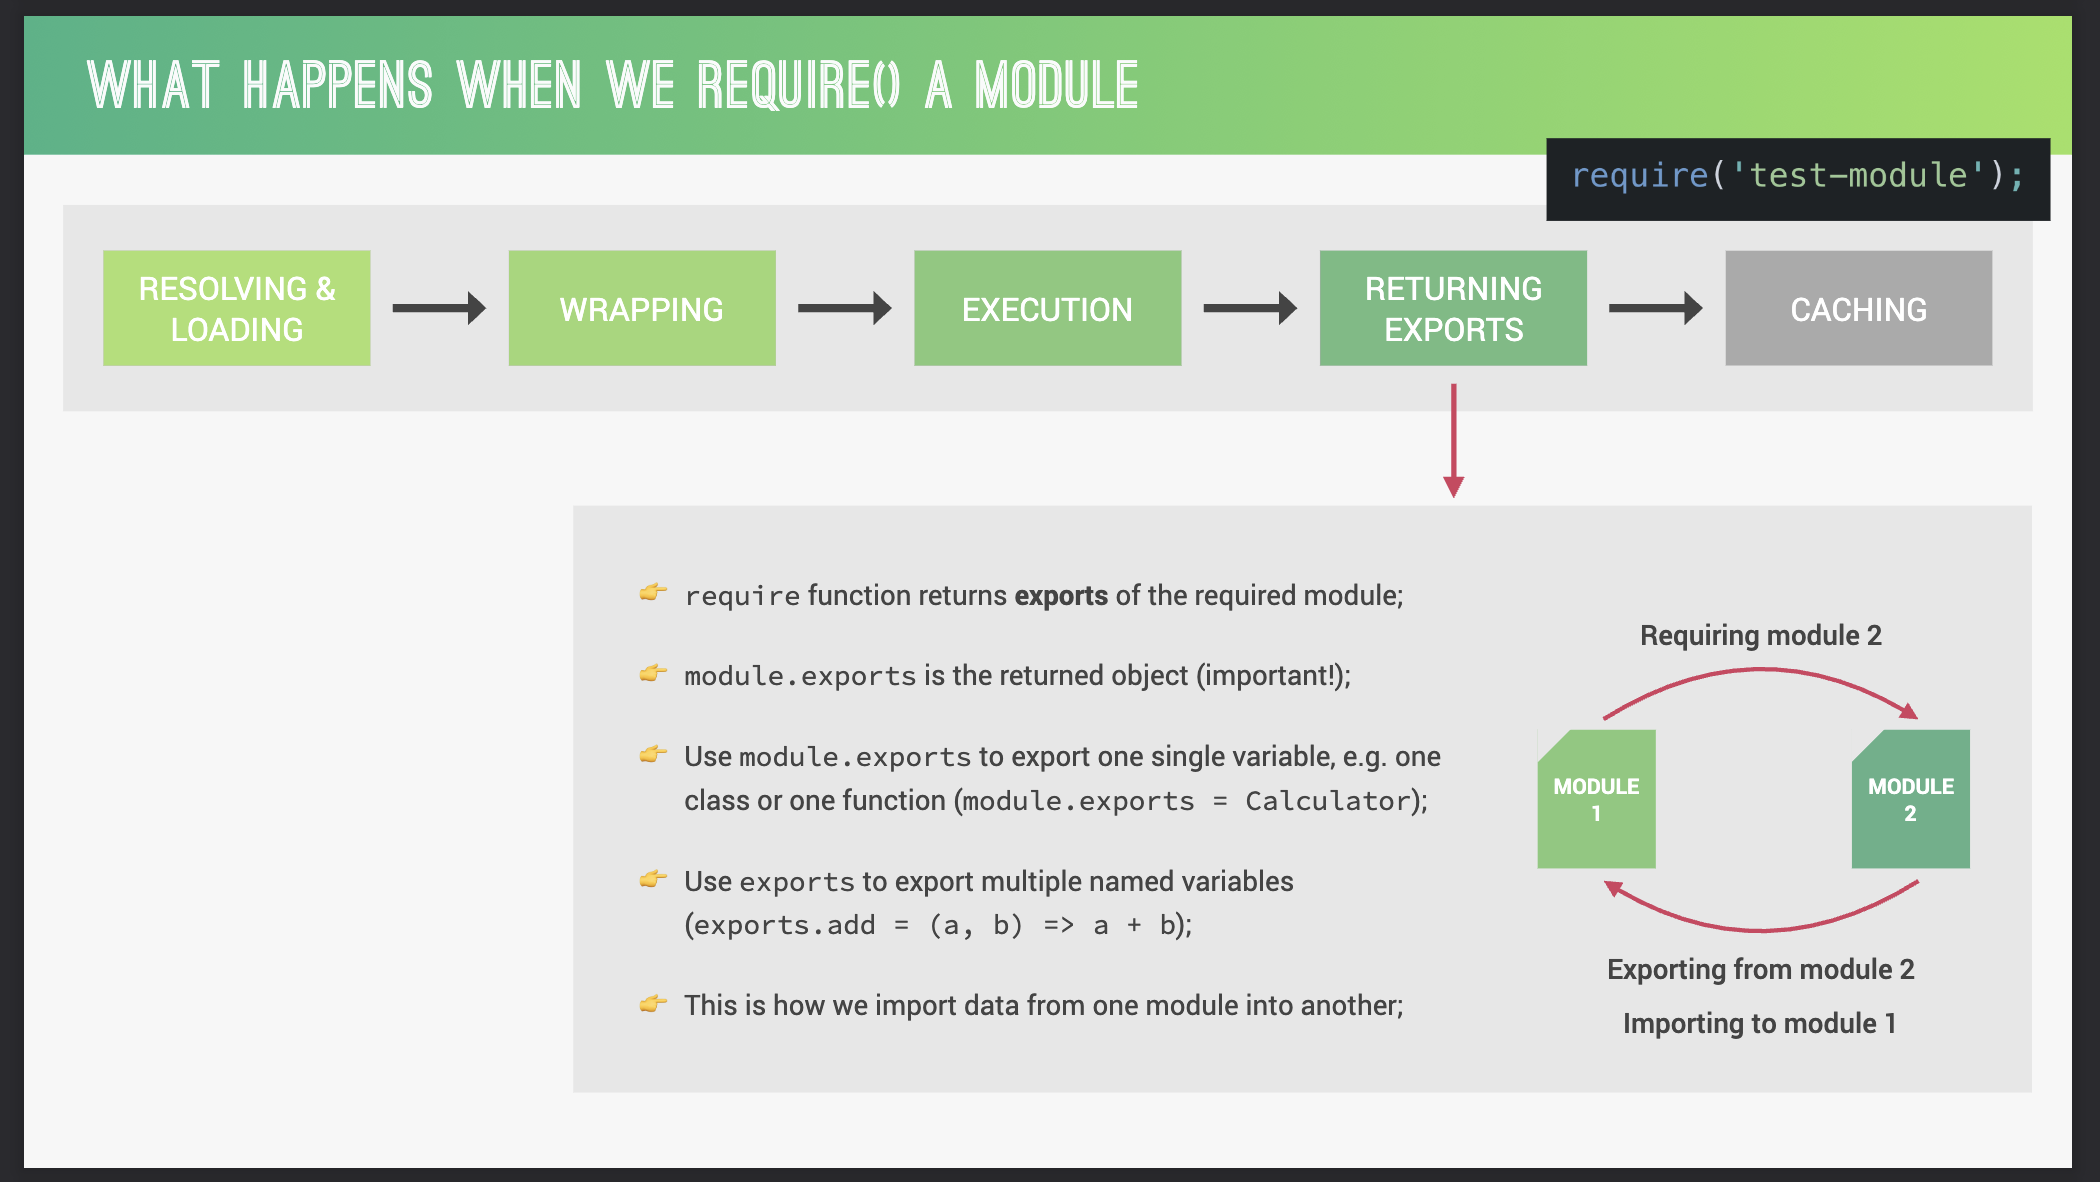 WHAT HAPPENS WHEN WE REQUIRE() A MODULE
require('test-module');
RESOLVING &
LOADING
WRAPPING
EXECUTION
RETURNING
EXPORTS
CACHING
👉 require function returns exports of the required module;
👉 module.exports is the returned object (important!);
👉 Use module.exports to export one single variable, e.g. one
class or one function (module.exports = Calculator);
👉 Use exports to export multiple named variables
(exports.add = (a, b) => a + b);
👉 This is how we import data from one module into another;
Requiring module 2
MODULE
1
MODULE
2
Exporting from module 2
Importing to module 1